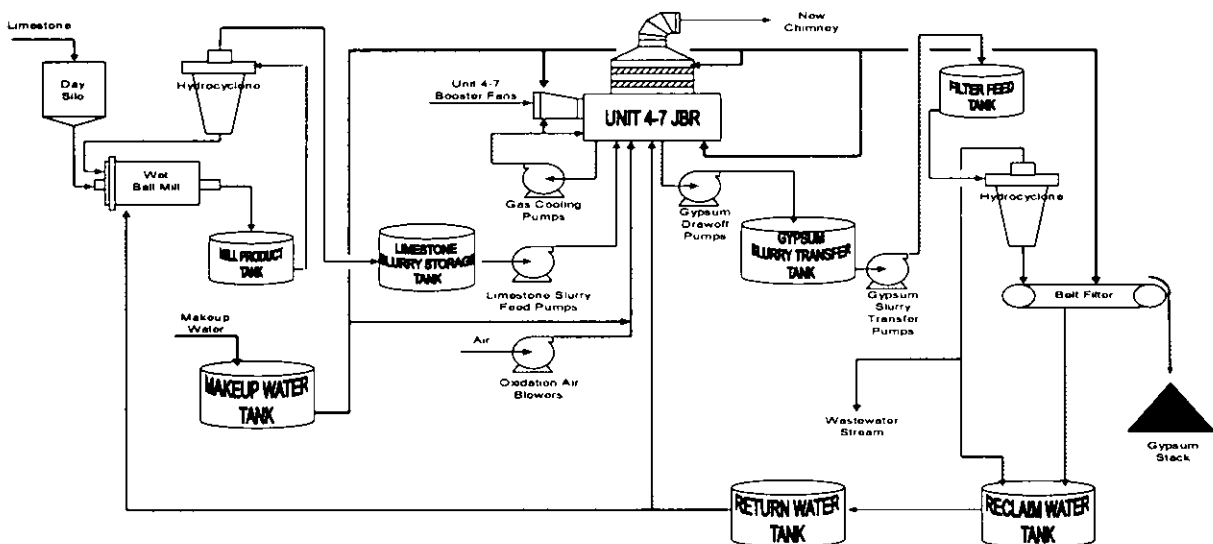 Limestone
Day
Silo
Hydrocyclone
Wet
Ball Mill
MILL PRODUCT
TANK
Makeup
Water
MAKEUP WATER
TANK
New
Chimney
Unit 4-7
Booster Fans
UNIT 4-7 JBR
Gas Cooling
Pumps
LIMESTONE
SLURRY STORAGE
TANK
Limestone Slurry
Feed Pumps
Air
Oxidation Air
Blowers
Gypsum
Drawoff
Pumps
GYPSUM
SLURRY TRANSFER
TANK
Gypsum
Slurry
Transfer
Pumps
FILTER FEED
TANK
Hydrocyclone
Belt Filter
Wastewater
Stream
Gypsum
Stack
RETURN WATER
TANK
RECLAIM WATER
TANK